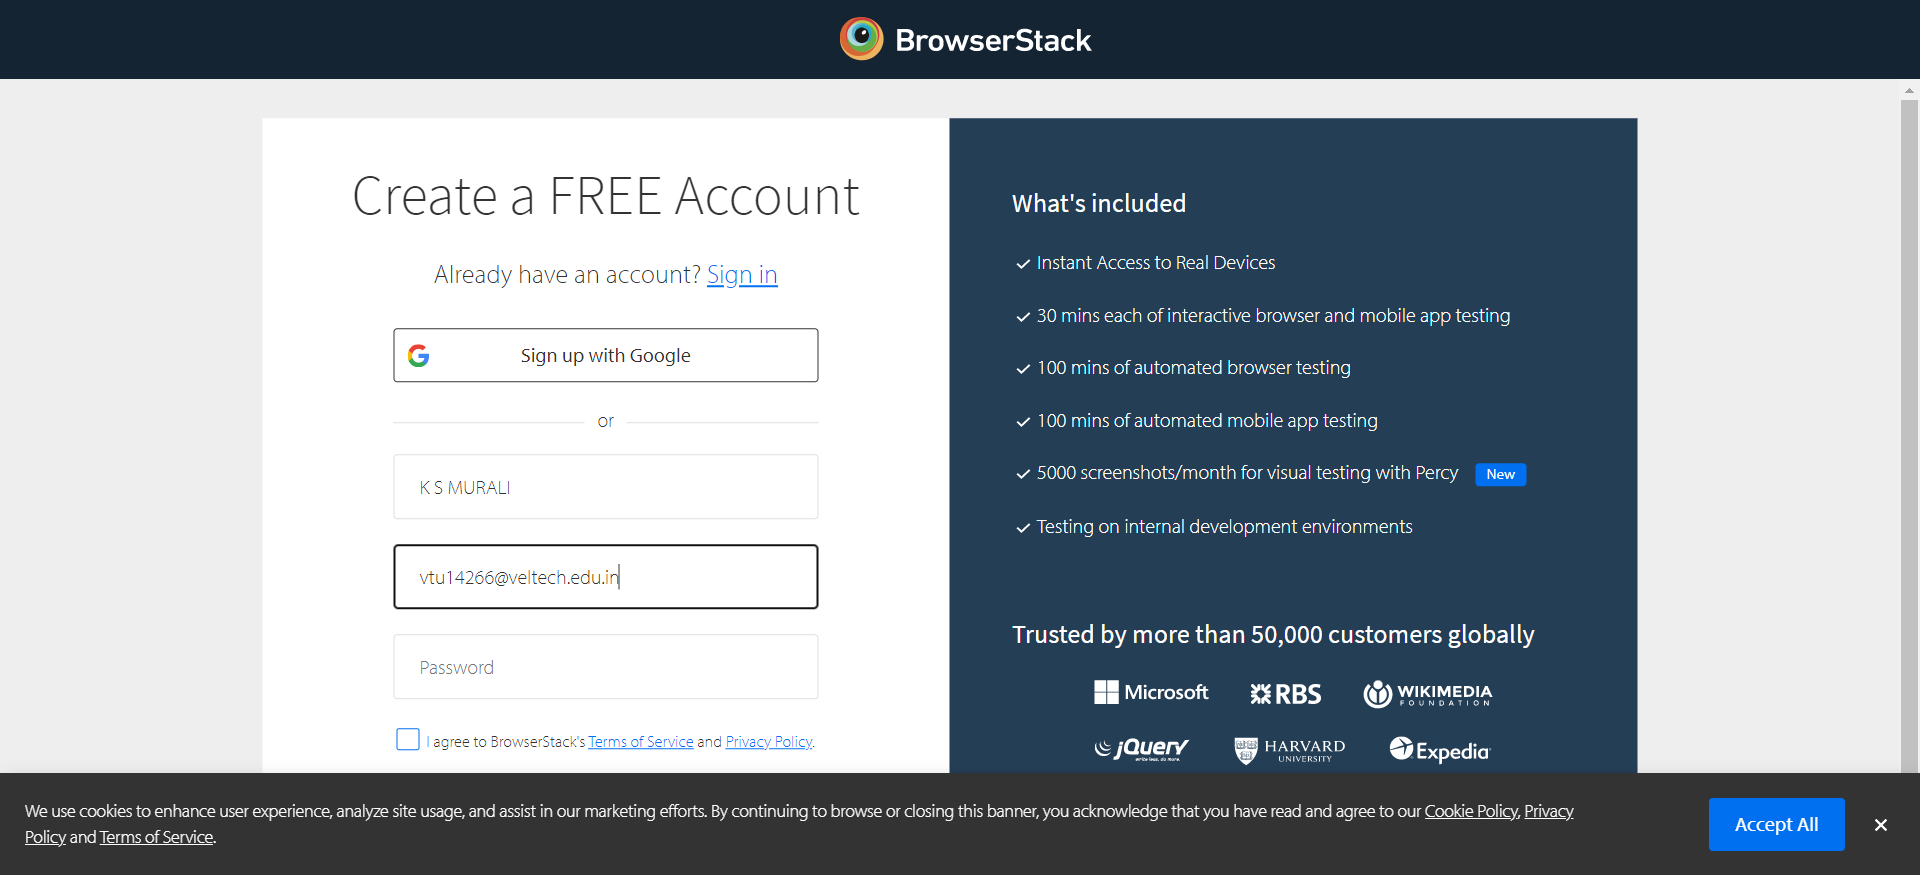 BrowserStack
Create a FREE Account
Already have an account? Sign in
Sign up with Google
or
K S MURALI
vtu14266@veltech.edu.in
Password
I agree to BrowserStack's Terms of Service and Privacy Policy.
What's included
Instant Access to Real Devices
30 mins each of interactive browser and mobile app testing
100 mins of automated browser testing
100 mins of automated mobile app testing
5000 screenshots/month for visual testing with Percy New
Testing on internal development environments
Trusted by more than 50,000 customers globally
Microsoft RBS WIKIMEDIA FOUNDATION
jQuery write less, do more. HARVARD UNIVERSITY Expedia
We use cookies to enhance user experience, analyze site usage, and assist in our marketing efforts. By continuing to browse or closing this banner, you acknowledge that you have read and agree to our Cookie Policy, Privacy
Policy and Terms of Service.
Accept All